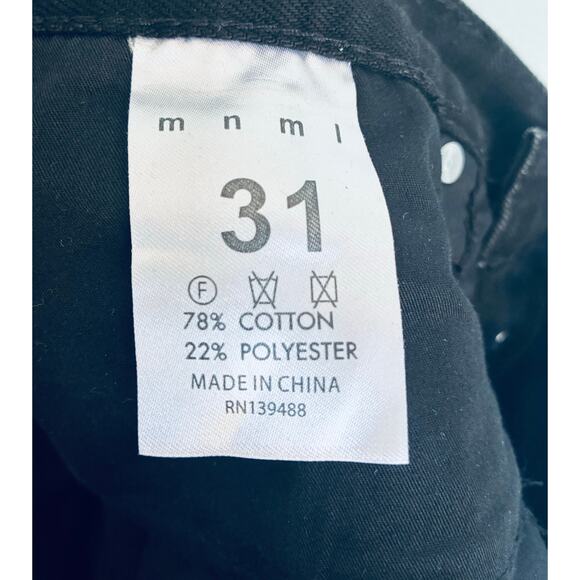 m n m l
31
F
78% COTTON
22% POLYESTER
MADE IN CHINA
RN139488